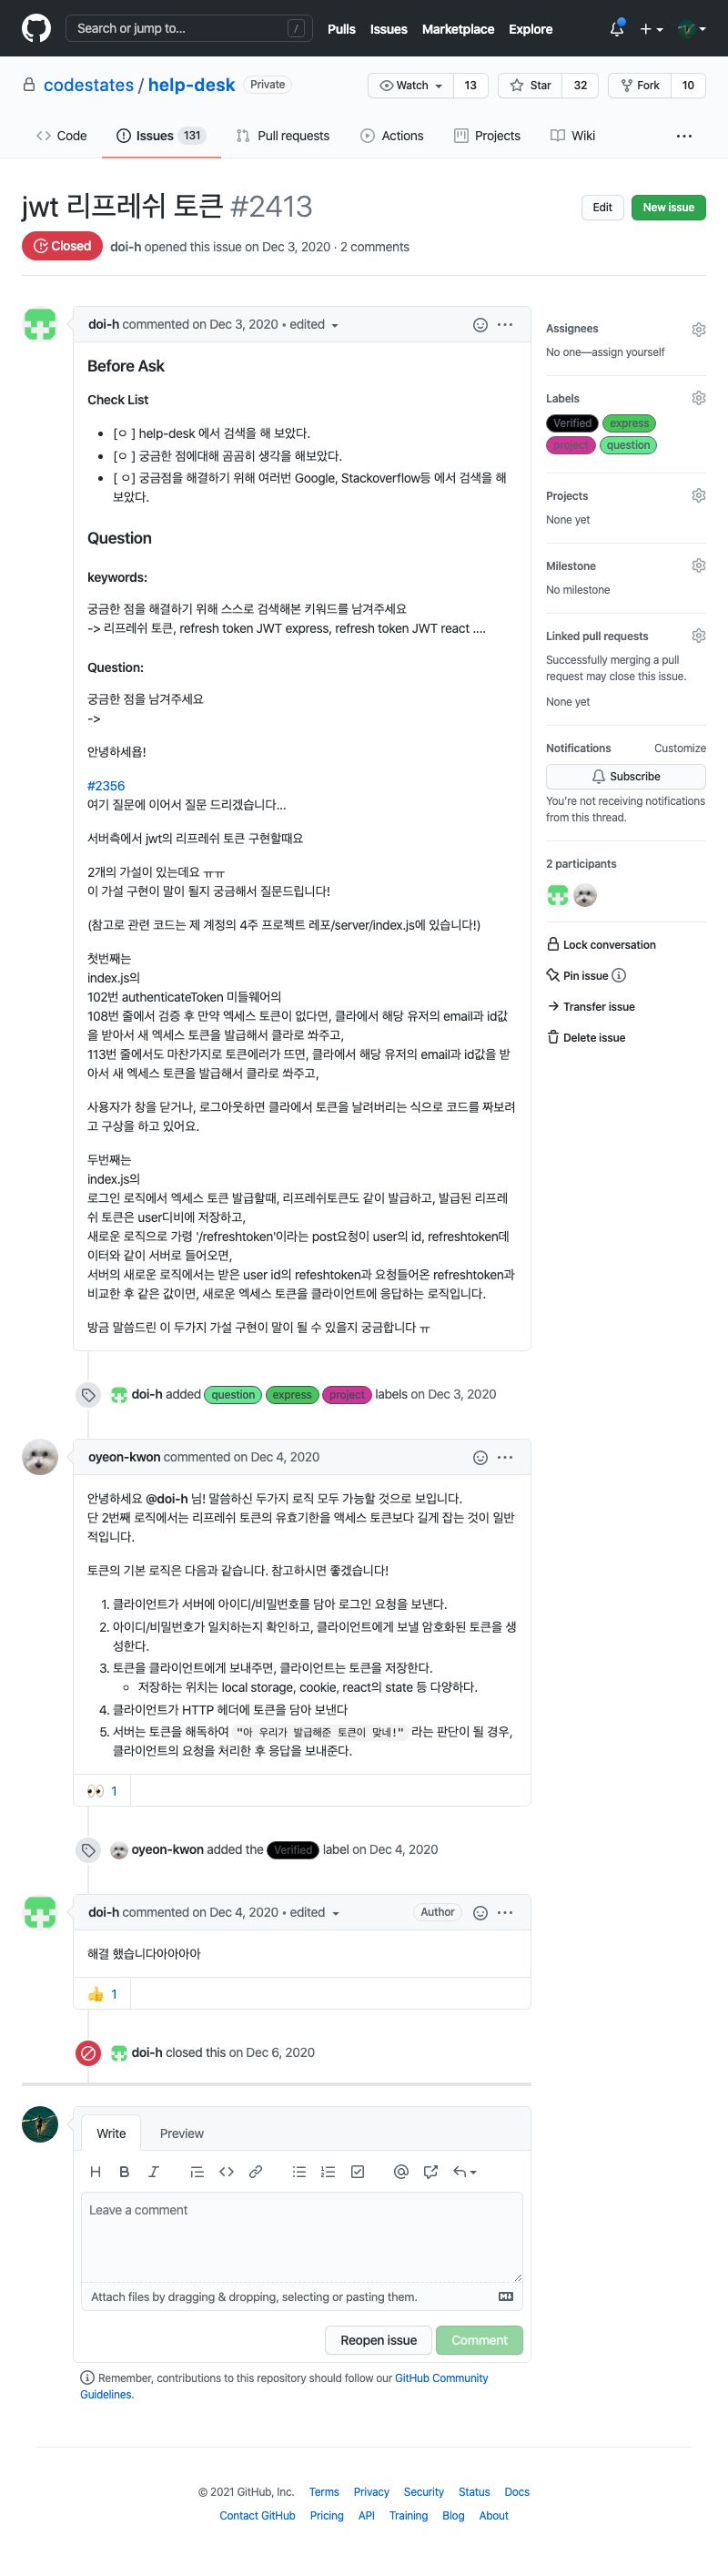 Search or jump to...
/
Pulls Issues Marketplace Explore
codestates / help-desk Private
Watch 13 Star 32 Fork 10
Code Issues 131 Pull requests Actions Projects Wiki
jwt 리프레쉬 토큰 #2413
Edit New issue
Closed doi-h opened this issue on Dec 3, 2020 · 2 comments
doi-h commented on Dec 3, 2020 • edited
Before Ask
Check List
• [ㅇ ] help-desk 에서 검색을 해 보았다.
• [ㅇ ] 궁금한 점에대해 곰곰히 생각을 해보았다.
• [ ㅇ] 궁금점을 해결하기 위해 여러번 Google, Stackoverflow등 에서 검색을 해
보았다.
Question
keywords:
궁금한 점을 해결하기 위해 스스로 검색해본 키워드를 남겨주세요
-> 리프레쉬 토큰, refresh token JWT express, refresh token JWT react ....
Question:
궁금한 점을 남겨주세요
->
안녕하세욥!
#2356
여기 질문에 이어서 질문 드리겠습니다...
서버측에서 jwt의 리프레쉬 토큰 구현할때요
2개의 가설이 있는데요 ㅠㅠ
이 가설 구현이 말이 될지 궁금해서 질문드립니다!
(참고로 관련 코드는 제 계정의 4주 프로젝트 레포/server/index.js에 있습니다!)
첫번째는
index.js의
102번 authenticateToken 미들웨어의
108번 줄에서 검증 후 만약 엑세스 토큰이 없다면, 클라에서 해당 유저의 email과 id값
을 받아서 새 엑세스 토큰을 발급해서 클라로 쏴주고,
113번 줄에서도 마찬가지로 토큰에러가 뜨면, 클라에서 해당 유저의 email과 id값을 받
아서 새 엑세스 토큰을 발급해서 클라로 쏴주고,
사용자가 창을 닫거나, 로그아웃하면 클라에서 토큰을 날려버리는 식으로 코드를 짜보려
고 구상을 하고 있어요.
두번째는
index.js의
로그인 로직에서 엑세스 토큰 발급할때, 리프레쉬토큰도 같이 발급하고, 발급된 리프레
쉬 토큰은 user디비에 저장하고,
새로운 로직으로 가령 '/refreshtoken'이라는 post요청이 user의 id, refreshtoken데
이터와 같이 서버로 들어오면,
서버의 새로운 로직에서는 받은 user id의 refeshtoken과 요청들어온 refreshtoken과
비교한 후 같은 값이면, 새로운 엑세스 토큰을 클라이언트에 응답하는 로직입니다.
방금 말씀드린 이 두가지 가설 구현이 말이 될 수 있을지 궁금합니다 ㅠ
doi-h added question express project labels on Dec 3, 2020
oyeon-kwon commented on Dec 4, 2020
안녕하세요 @doi-h 님! 말씀하신 두가지 로직 모두 가능할 것으로 보입니다.
단 2번째 로직에서는 리프레쉬 토큰의 유효기한을 액세스 토큰보다 길게 잡는 것이 일반
적입니다.
토큰의 기본 로직은 다음과 같습니다. 참고하시면 좋겠습니다!
1. 클라이언트가 서버에 아이디/비밀번호를 담아 로그인 요청을 보낸다.
2. 아이디/비밀번호가 일치하는지 확인하고, 클라이언트에게 보낼 암호화된 토큰을 생
성한다.
3. 토큰을 클라이언트에게 보내주면, 클라이언트는 토큰을 저장한다.
◦ 저장하는 위치는 local storage, cookie, react의 state 등 다양하다.
4. 클라이언트가 HTTP 헤더에 토큰을 담아 보낸다
5. 서버는 토큰을 해독하여 "아 우리가 발급해준 토큰이 맞네!" 라는 판단이 될 경우,
클라이언트의 요청을 처리한 후 응답을 보내준다.
👀 1
oyeon-kwon added the Verified label on Dec 4, 2020
doi-h commented on Dec 4, 2020 • edited Author
해결 했습니다아아아아
👍 1
doi-h closed this on Dec 6, 2020
Write Preview
Leave a comment
Attach files by dragging & dropping, selecting or pasting them.
Reopen issue Comment
Remember, contributions to this repository should follow our GitHub Community
Guidelines.
Assignees
No one—assign yourself
Labels
Verified express
project question
Projects
None yet
Milestone
No milestone
Linked pull requests
Successfully merging a pull
request may close this issue.
None yet
Notifications Customize
Subscribe
You're not receiving notifications
from this thread.
2 participants
Lock conversation
Pin issue
Transfer issue
Delete issue
© 2021 GitHub, Inc. Terms Privacy Security Status Docs
Contact GitHub Pricing API Training Blog About